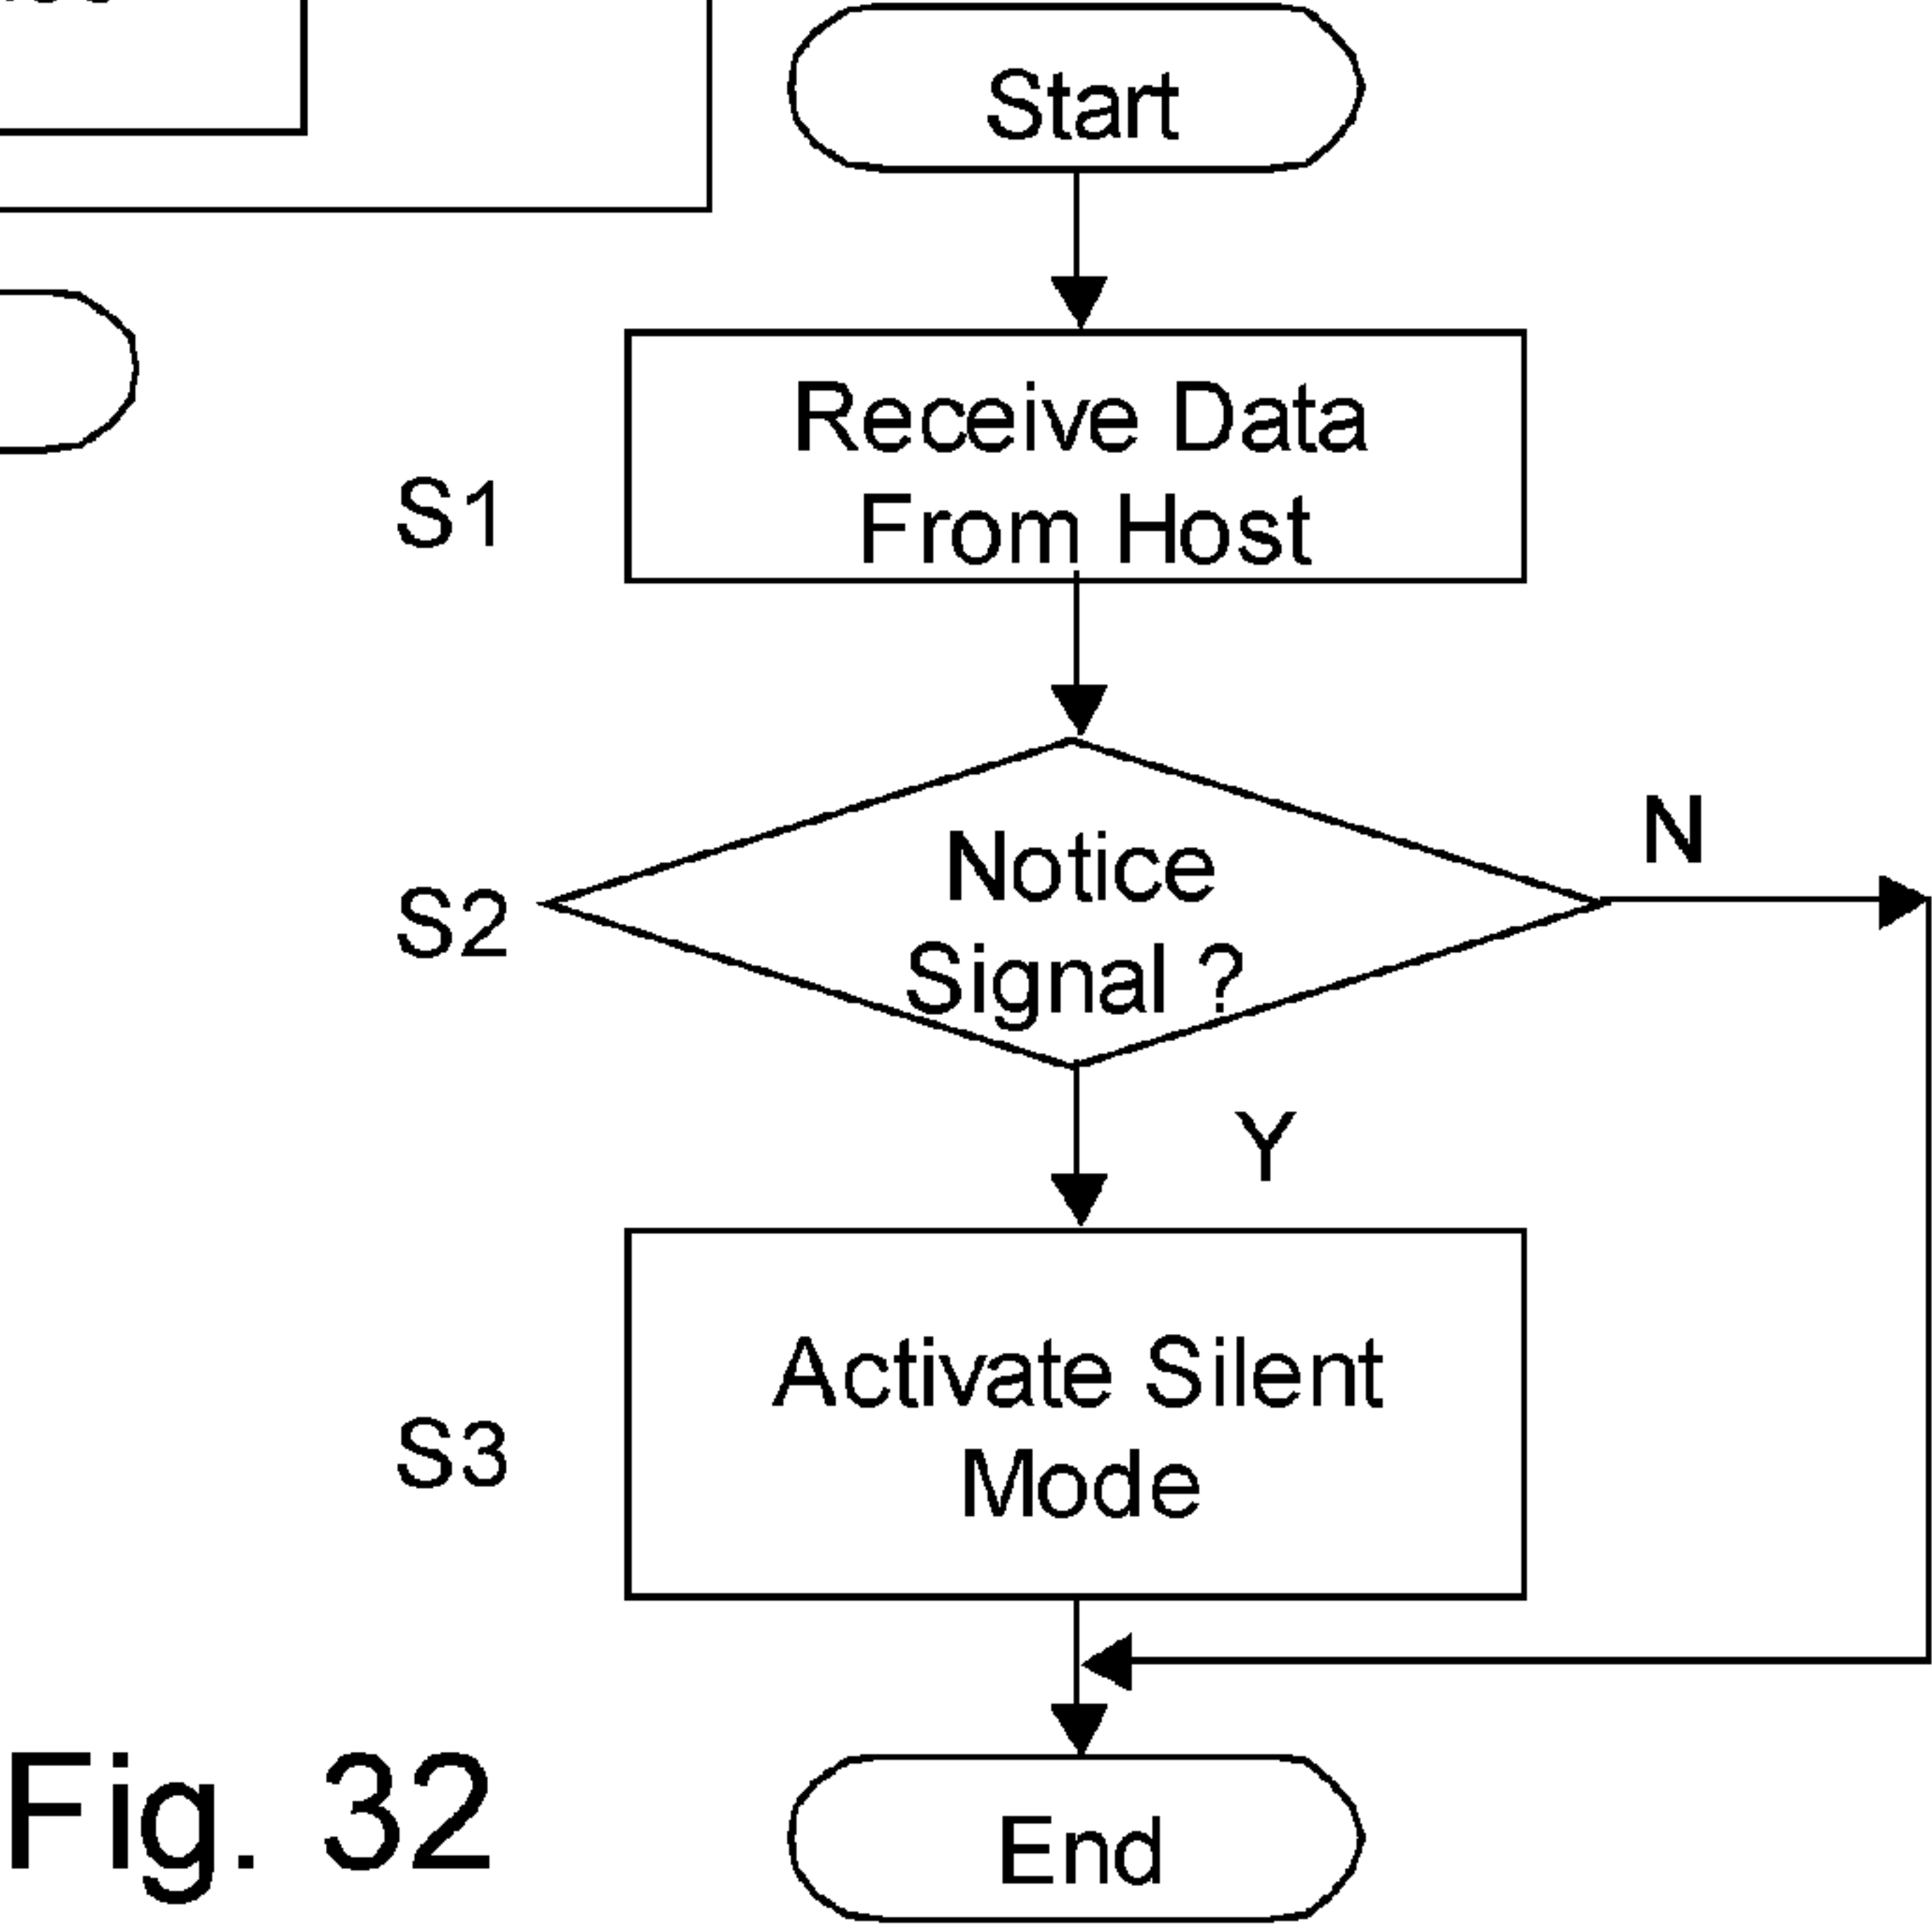 Start
Receive Data
From Host
S1
Notice
Signal ?
S2
N
Y
Activate Silent
Mode
S3
End
Fig. 32